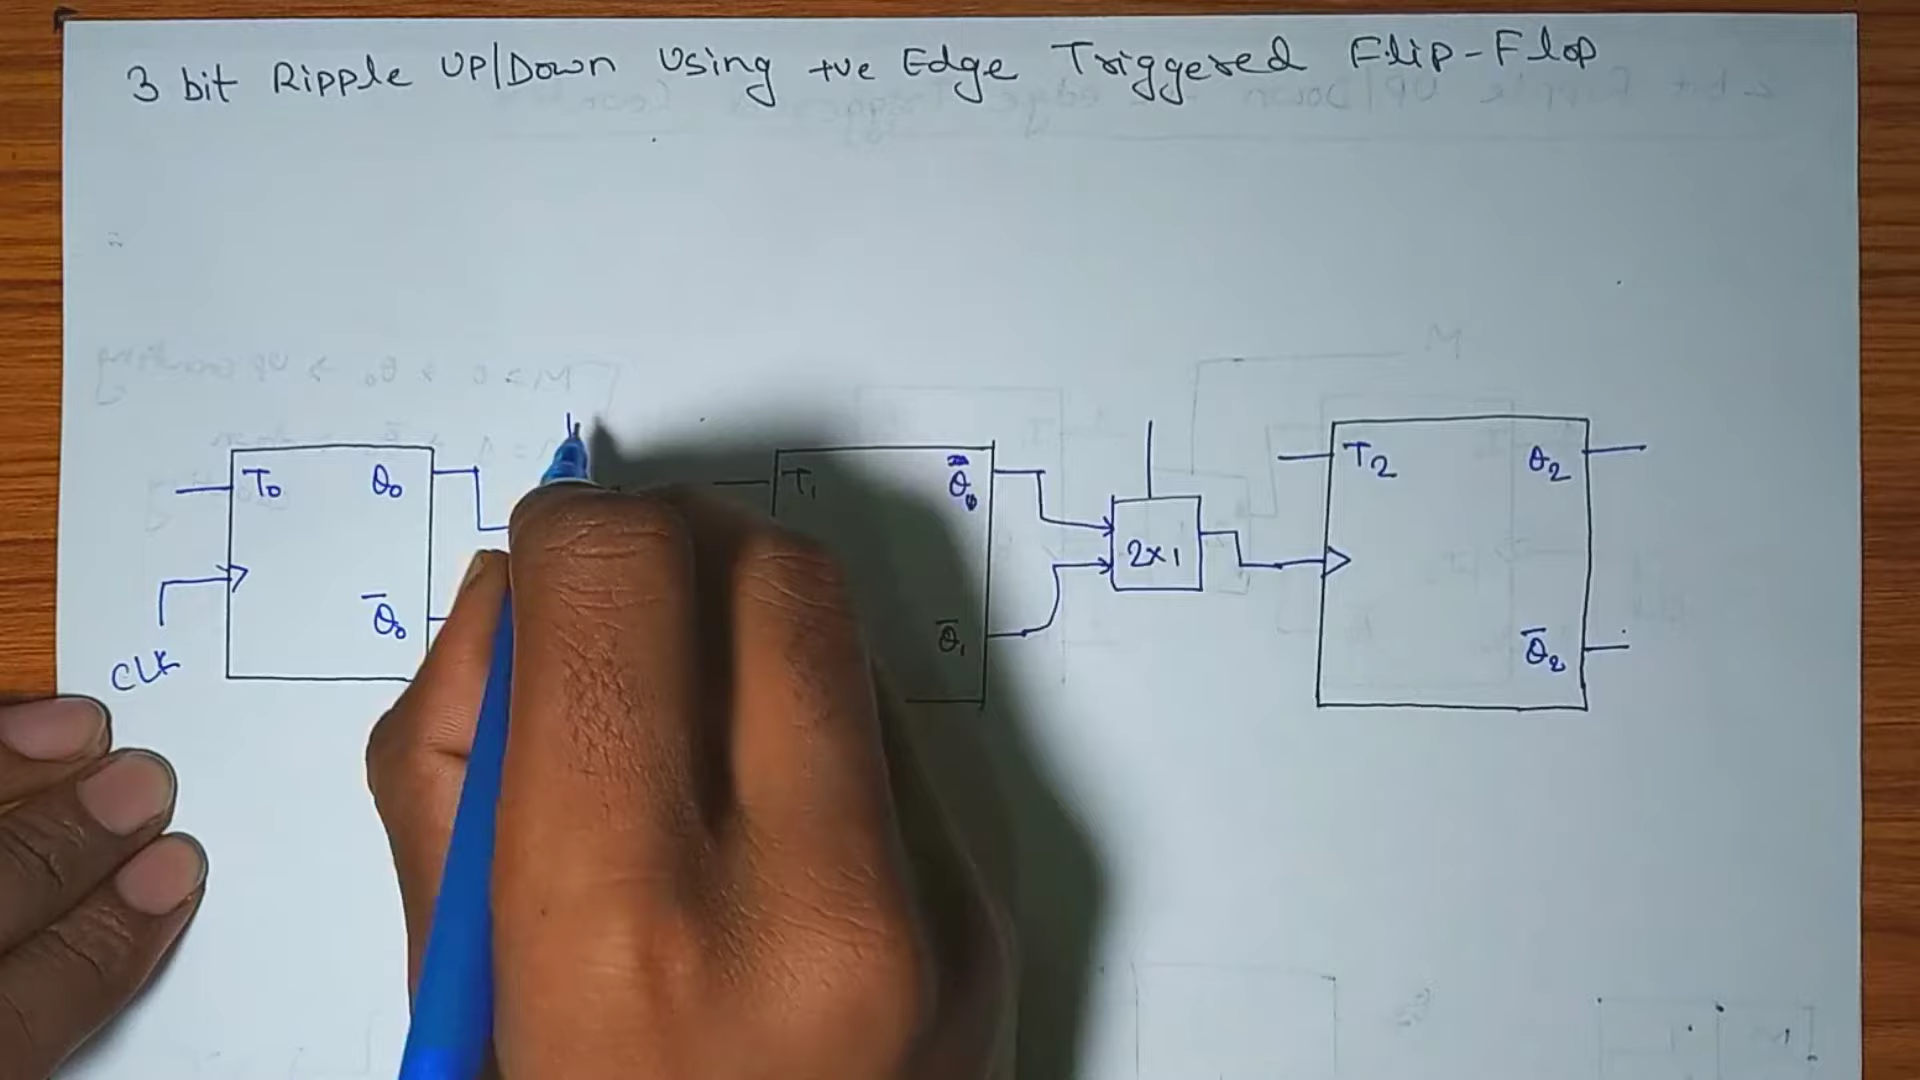 3 bit Ripple UP/Down Using +ve Edge Triggered Flip-Flop
T0 Q0
T1
T2 Q2
2x1
Q̅0
Q̅1
Q̅2
CLK
M